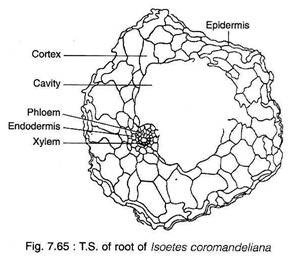 Epidermis
Cortex
Cavity
Phloem
Endodermis
Xylem
Fig. 7.65 : T.S. of root of Isoetes coromandeliana